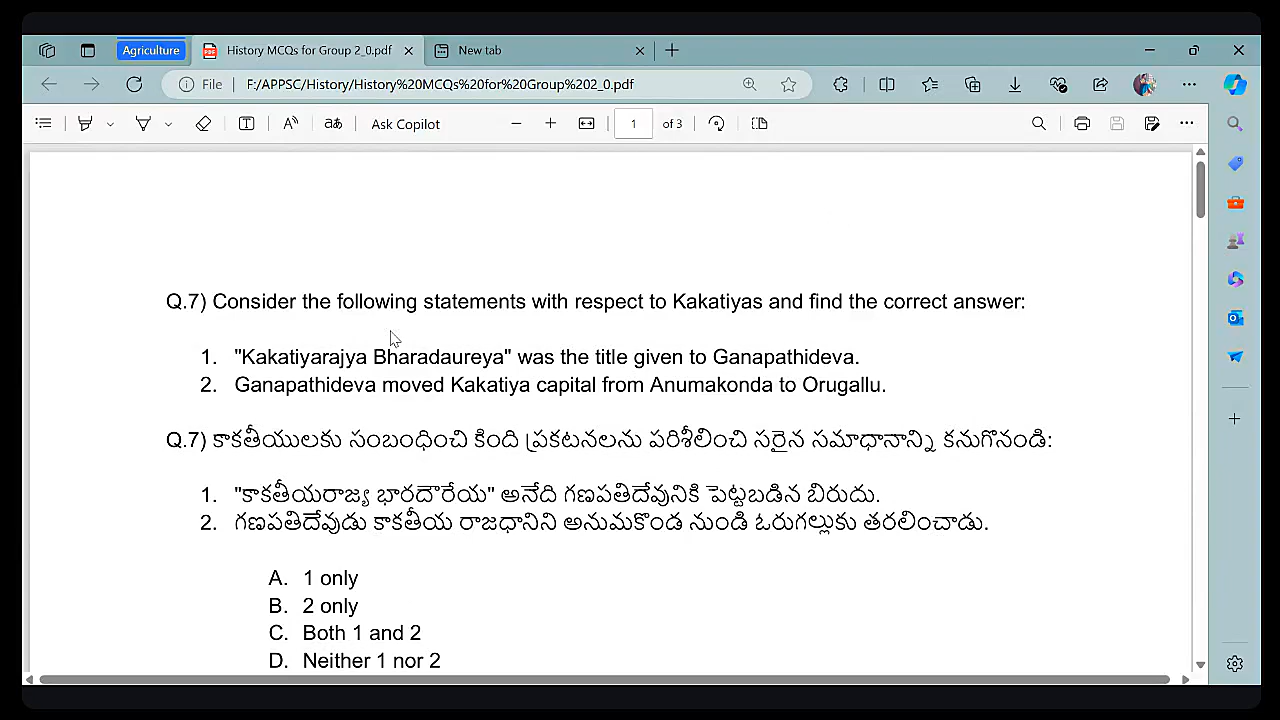 Agriculture
History MCQs for Group 2_0.pdf
New tab
File
F:/APPSC/History/History%20MCQs%20for%20Group%202_0.pdf
Ask Copilot
1
of 3
Q.7) Consider the following statements with respect to Kakatiyas and find the correct answer:
1. "Kakatiyarajya Bharadaureya" was the title given to Ganapathideva.
2. Ganapathideva moved Kakatiya capital from Anumakonda to Orugallu.
Q.7) కాకతీయులకు సంబంధించి కింది ప్రకటనలను పరిశీలించి సరైన సమాధానాన్ని కనుగొనండి:
1. "కాకతీయరాజ్య భారదౌరేయ" అనేది గణపతిదేవునికి పెట్టబడిన బిరుదు.
2. గణపతిదేవుడు కాకతీయ రాజధానిని అనుమకొండ నుండి ఓరుగల్లుకు తరలించాడు.
A. 1 only
B. 2 only
C. Both 1 and 2
D. Neither 1 nor 2